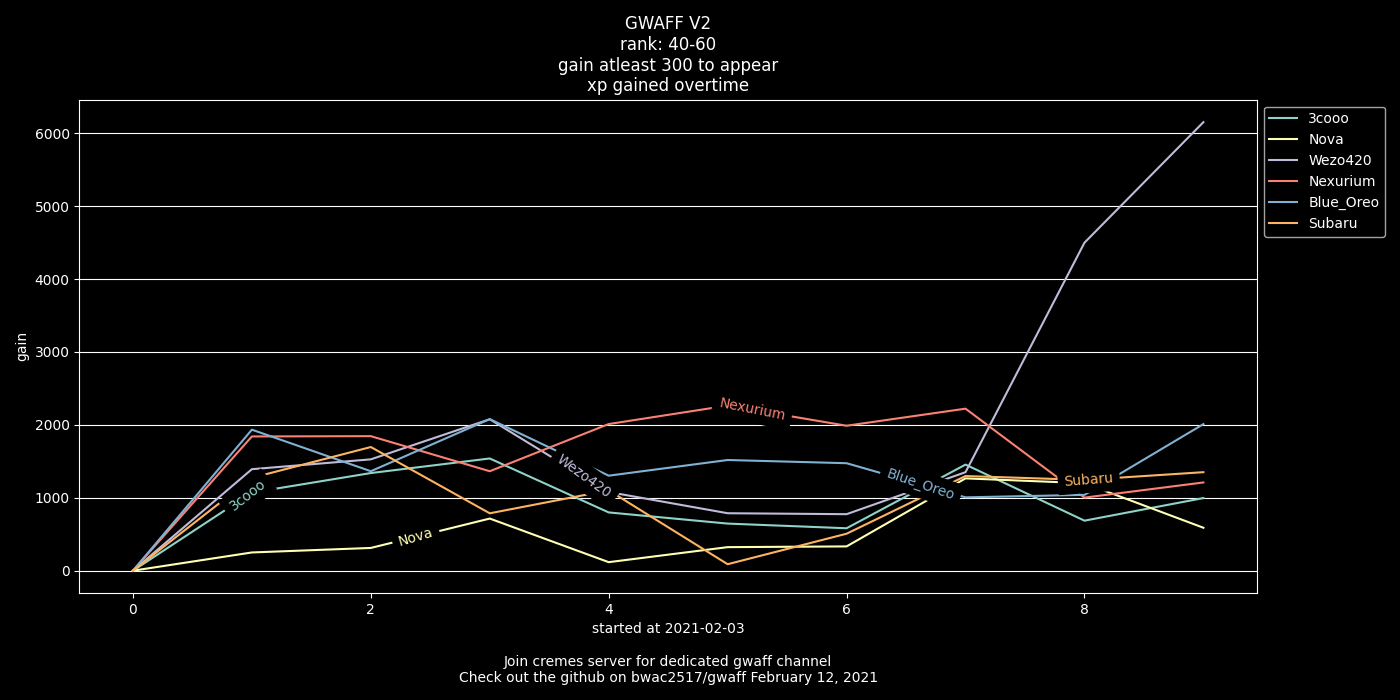 GWAFF V2
rank: 40-60
gain atleast 300 to appear
xp gained overtime
6000
5000
4000
3000
2000
1000
0
gain
0
2
4
6
8
3cooo
Nova
Wezo420
Nexurium
Blue_Oreo
Subaru
3cooo
Nova
Wezo420
Nexurium
Blue_Oreo
Subaru
started at 2021-02-03
Join cremes server for dedicated gwaff channel
Check out the github on bwac2517/gwaff February 12, 2021